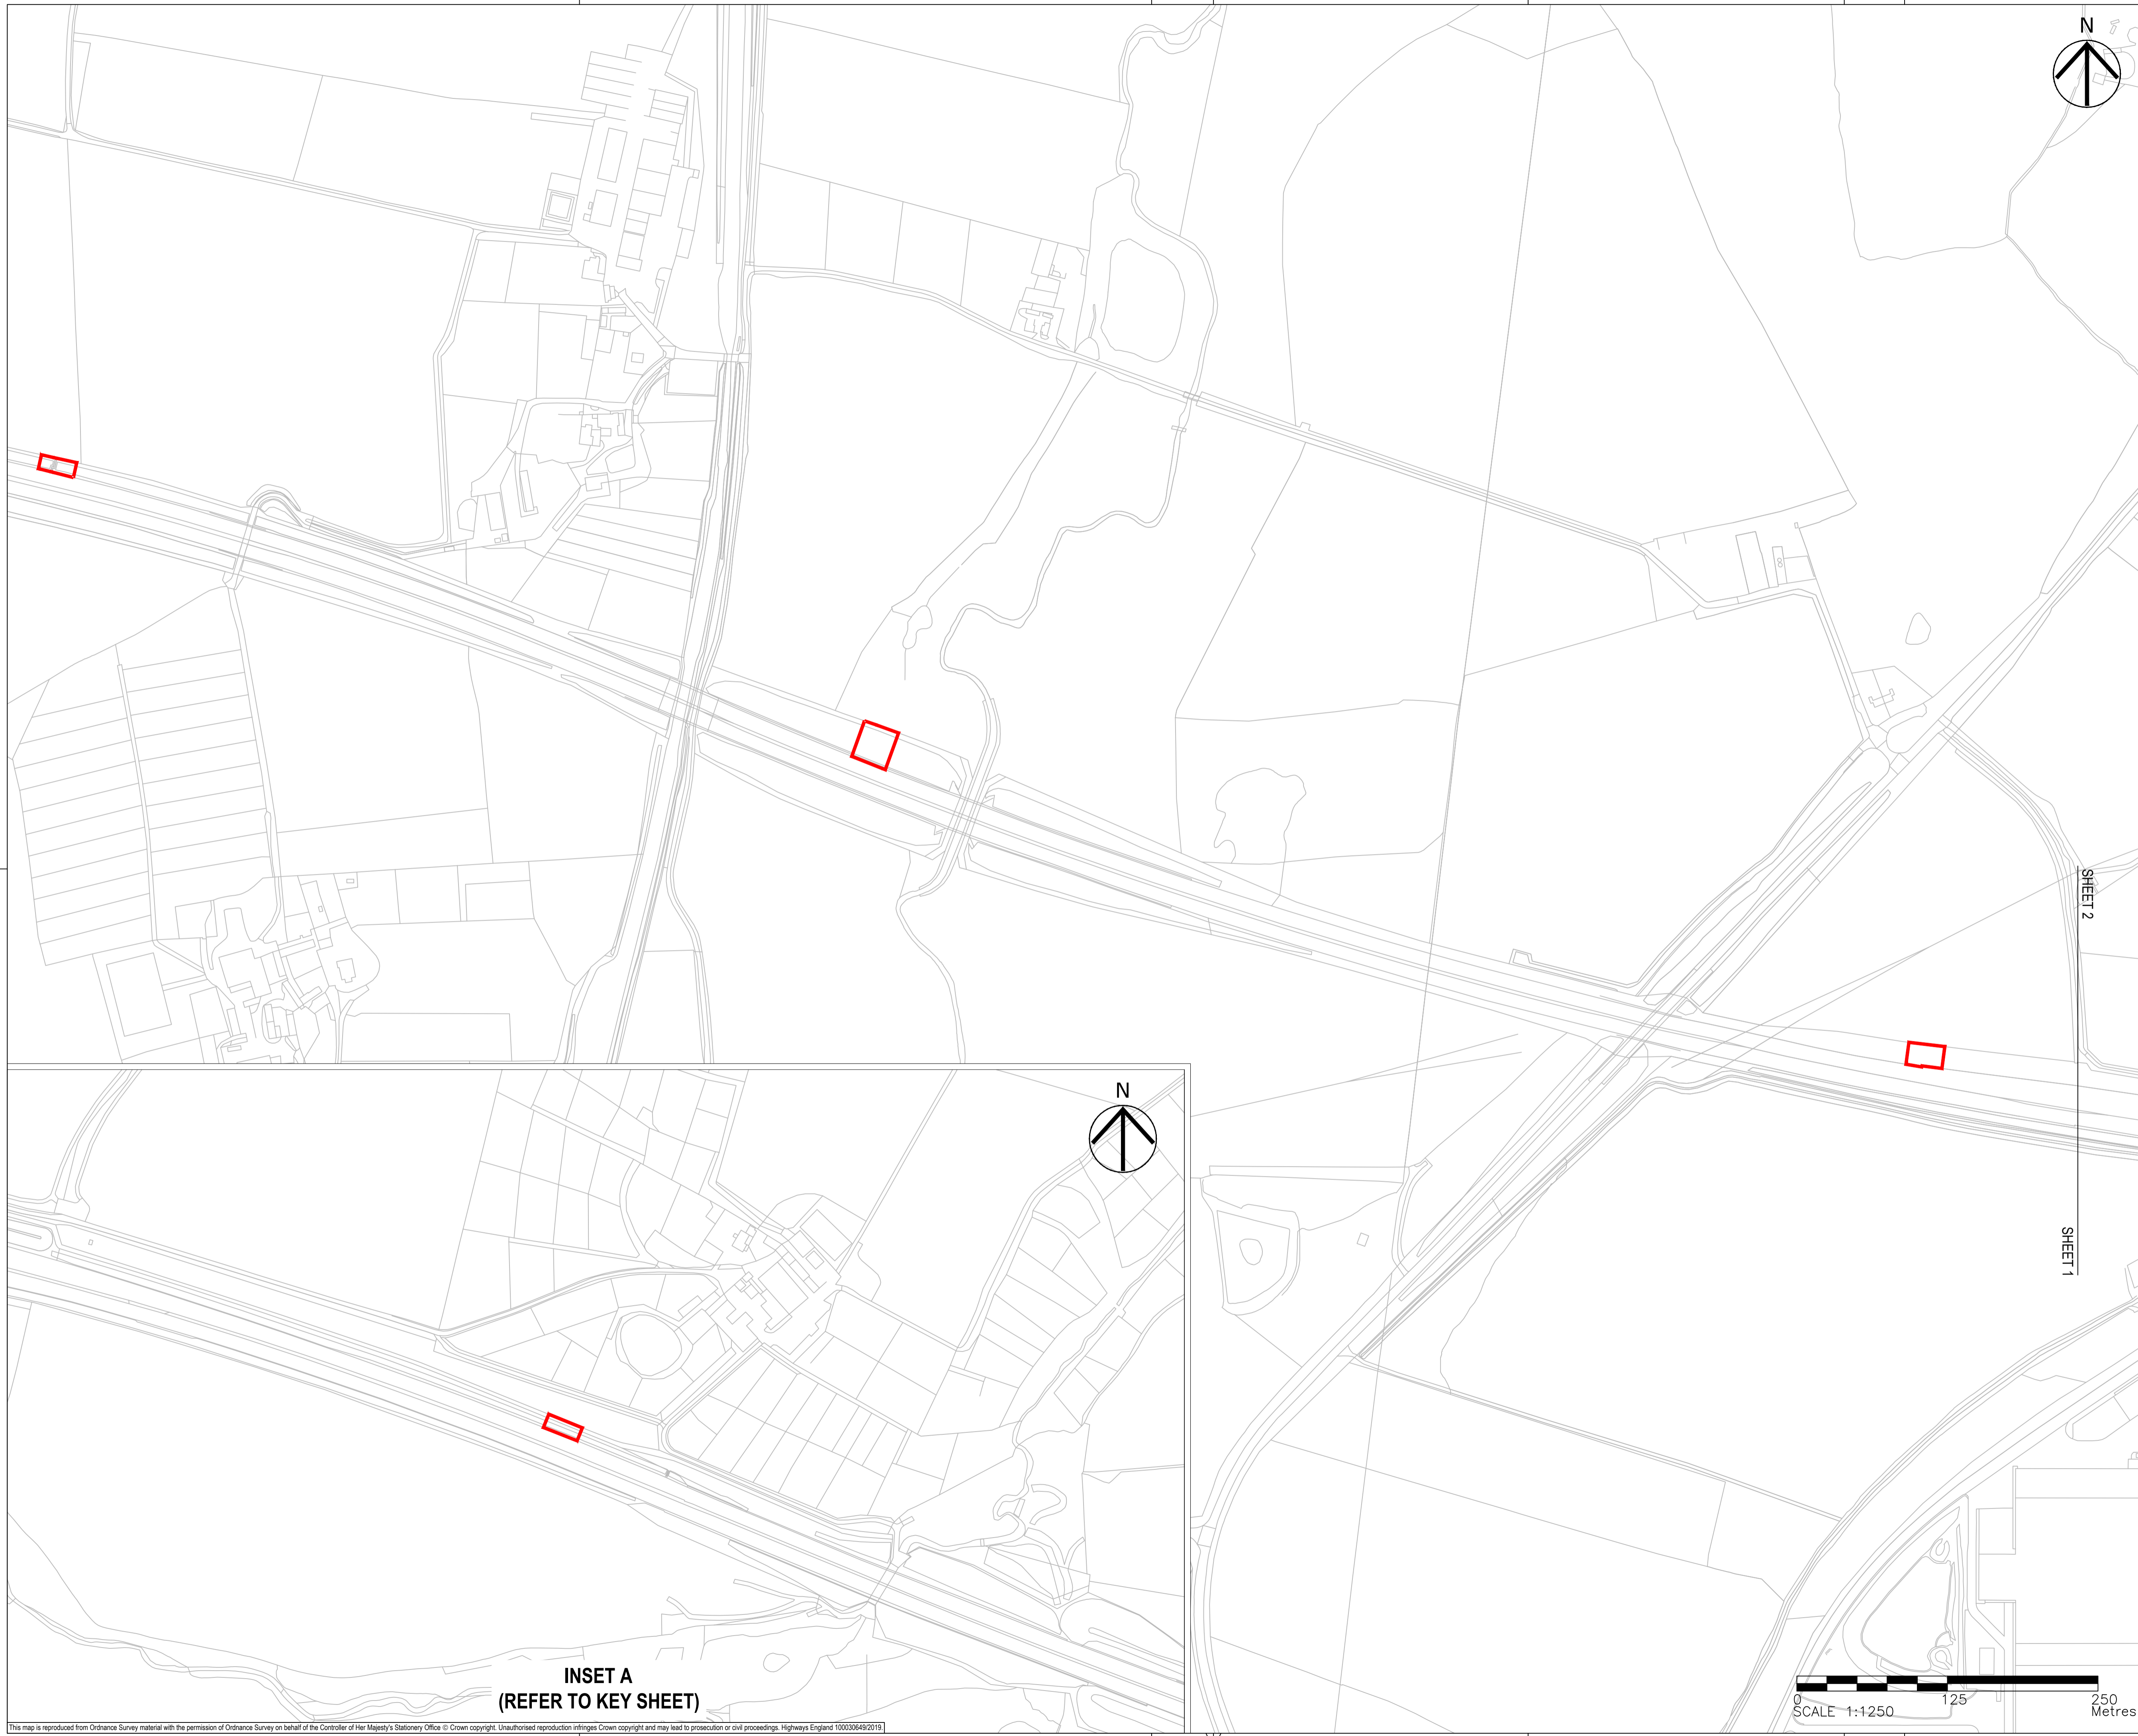 N
SHEET 2
SHEET 1
N
INSET A
(REFER TO KEY SHEET)
0 125 250
SCALE 1:1250 Metres
This map is reproduced from Ordnance Survey material with the permission of Ordnance Survey on behalf of the Controller of Her Majesty's Stationery Office © Crown copyright. Unauthorised reproduction infringes Crown copyright and may lead to prosecution or civil proceedings. Highways England 100030649/2019.